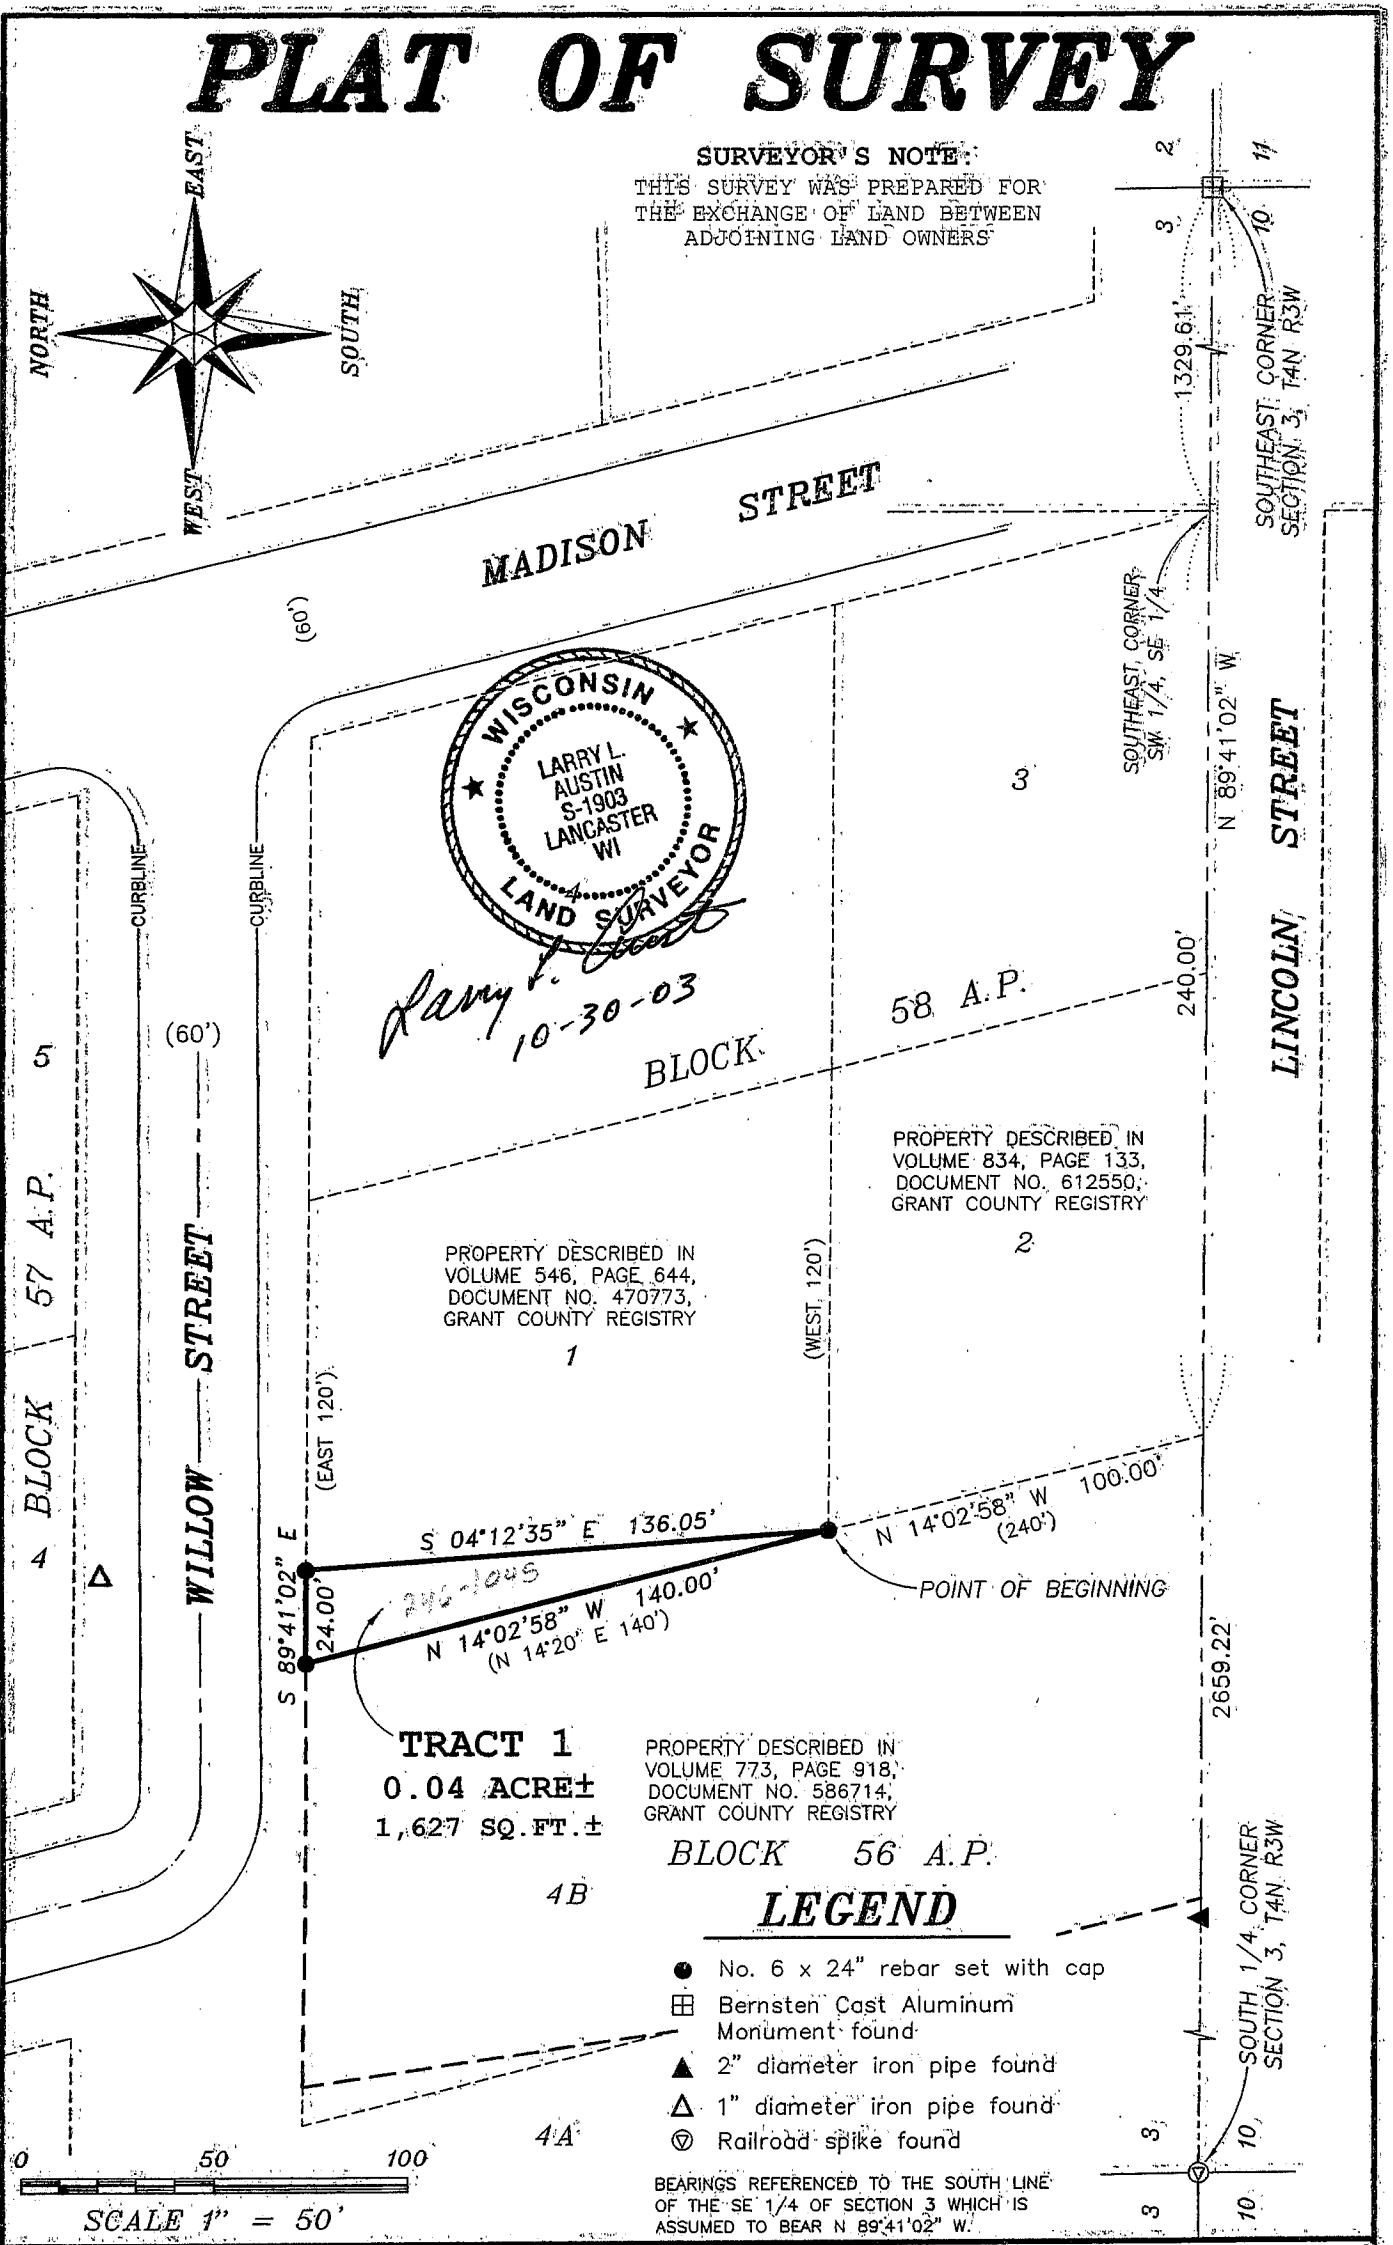 PLAT OF SURVEY
SURVEYOR'S NOTE:
THIS SURVEY WAS PREPARED FOR
THE EXCHANGE OF LAND BETWEEN
ADJOINING LAND OWNERS
EAST
NORTH
SOUTH
WEST
2
11
3
10
1329.61'
SOUTHEAST CORNER
SECTION 3, T4N R3W
MADISON STREET
(60')
SOUTHEAST CORNER
SW 1/4, SE 1/4
N 89°41'02" W
LINCOLN STREET
WISCONSIN
LARRY L.
AUSTIN
S-1903
LANCASTER
WI
LAND SURVEYOR
4
Larry L. Austin
10-30-03
3
CURBLINE
CURBLINE
(60')
240.00'
BLOCK 58 A.P.
5
BLOCK 57 A.P.
4
WILLOW STREET
PROPERTY DESCRIBED IN
VOLUME 834, PAGE 133,
DOCUMENT NO. 612550,
GRANT COUNTY REGISTRY
2
PROPERTY DESCRIBED IN
VOLUME 546, PAGE 644,
DOCUMENT NO. 470773,
GRANT COUNTY REGISTRY
1
(WEST 120')
(EAST 120')
S 04°12'35" E 136.05'
246-1045
N 14°02'58" W 140.00'
(N 14°20' E 140')
N 14°02'58" W 100.00'
(240')
POINT OF BEGINNING
S 89°41'02" E
24.00'
2659.22'
TRACT 1
0.04 ACRE±
1,627 SQ.FT.±
PROPERTY DESCRIBED IN
VOLUME 773, PAGE 918,
DOCUMENT NO. 586714,
GRANT COUNTY REGISTRY
BLOCK 56 A.P.
4B
LEGEND
No. 6 x 24" rebar set with cap
Bernsten Cast Aluminum
Monument found
2" diameter iron pipe found
1" diameter iron pipe found
Railroad spike found
4A
SOUTH 1/4 CORNER
SECTION 3, T4N R3W
3
10
3
10
0 50' 100'
SCALE 1" = 50'
BEARINGS REFERENCED TO THE SOUTH LINE
OF THE SE 1/4 OF SECTION 3 WHICH IS
ASSUMED TO BEAR N 89°41'02" W.